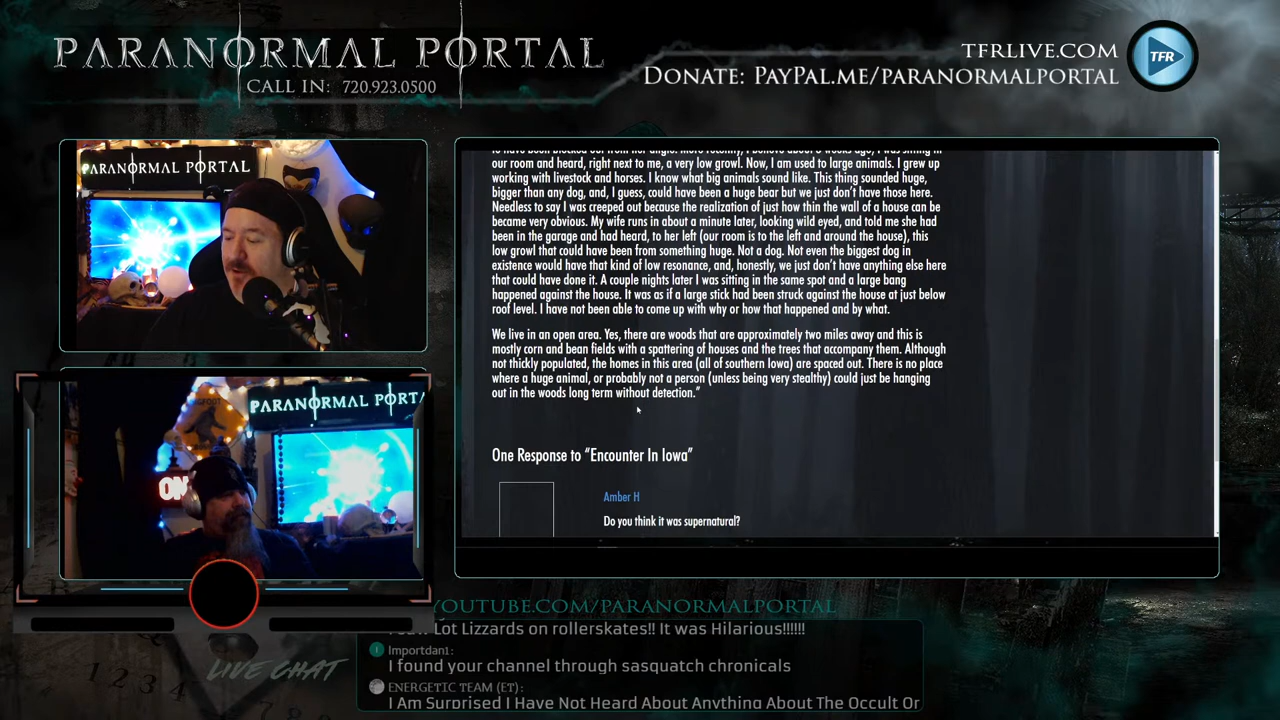 PARANORMAL PORTAL
CALL IN: 720.923.0500
TFRLIVE.COM
DONATE: PAYPAL.ME/PARANORMALPORTAL
TFR
PARANORMAL PORTAL
BIGFOOT
PARANORMAL PORTA
ON
our room and heard, right next to me, a very low growl. Now, I am used to large animals. I grew up
working with livestock and horses. I know what big animals sound like. This thing sounded huge,
bigger than any dog, and, I guess, could have been a huge bear but we just don't have those here.
Needless to say I was creeped out because the realization of just how thin the wall of a house can be
became very obvious. My wife runs in about a minute later, looking wild eyed, and told me she had
been in the garage and had heard, to her left (our room is to the left and around the house), this
low growl that could have been from something huge. Not a dog. Not even the biggest dog in
existence would have that kind of low resonance, and, honestly, we just don't have anything else here
that could have done it. A couple nights later I was sitting in the same spot and a large bang
happened against the house. It was as if a large stick had been struck against the house at just below
roof level. I have not been able to come up with why or how that happened and by what.
We live in an open area. Yes, there are woods that are approximately two miles away and this is
mostly corn and bean fields with a spattering of houses and the trees that accompany them. Although
not thickly populated, the homes in this area (all of southern Iowa) are spaced out. There is no place
where a huge animal, or probably not a person (unless being very stealthy) could just be hanging
out in the woods long term without detection."
One Response to "Encounter In Iowa"
Amber H
Do you think it was supernatural?
YOUTUBE.COM/PARANORMALPORTAL
Lot Lizzards on rollerskates!! It was Hilarious!!!!!!
Importdan1:
I found your channel through sasquatch chronicals
ENERGETIC TEAM (ET):
I Am Surprised I Have Not Heard About Anything About The Occult Or
LIVE CHAT
1 2 3 4